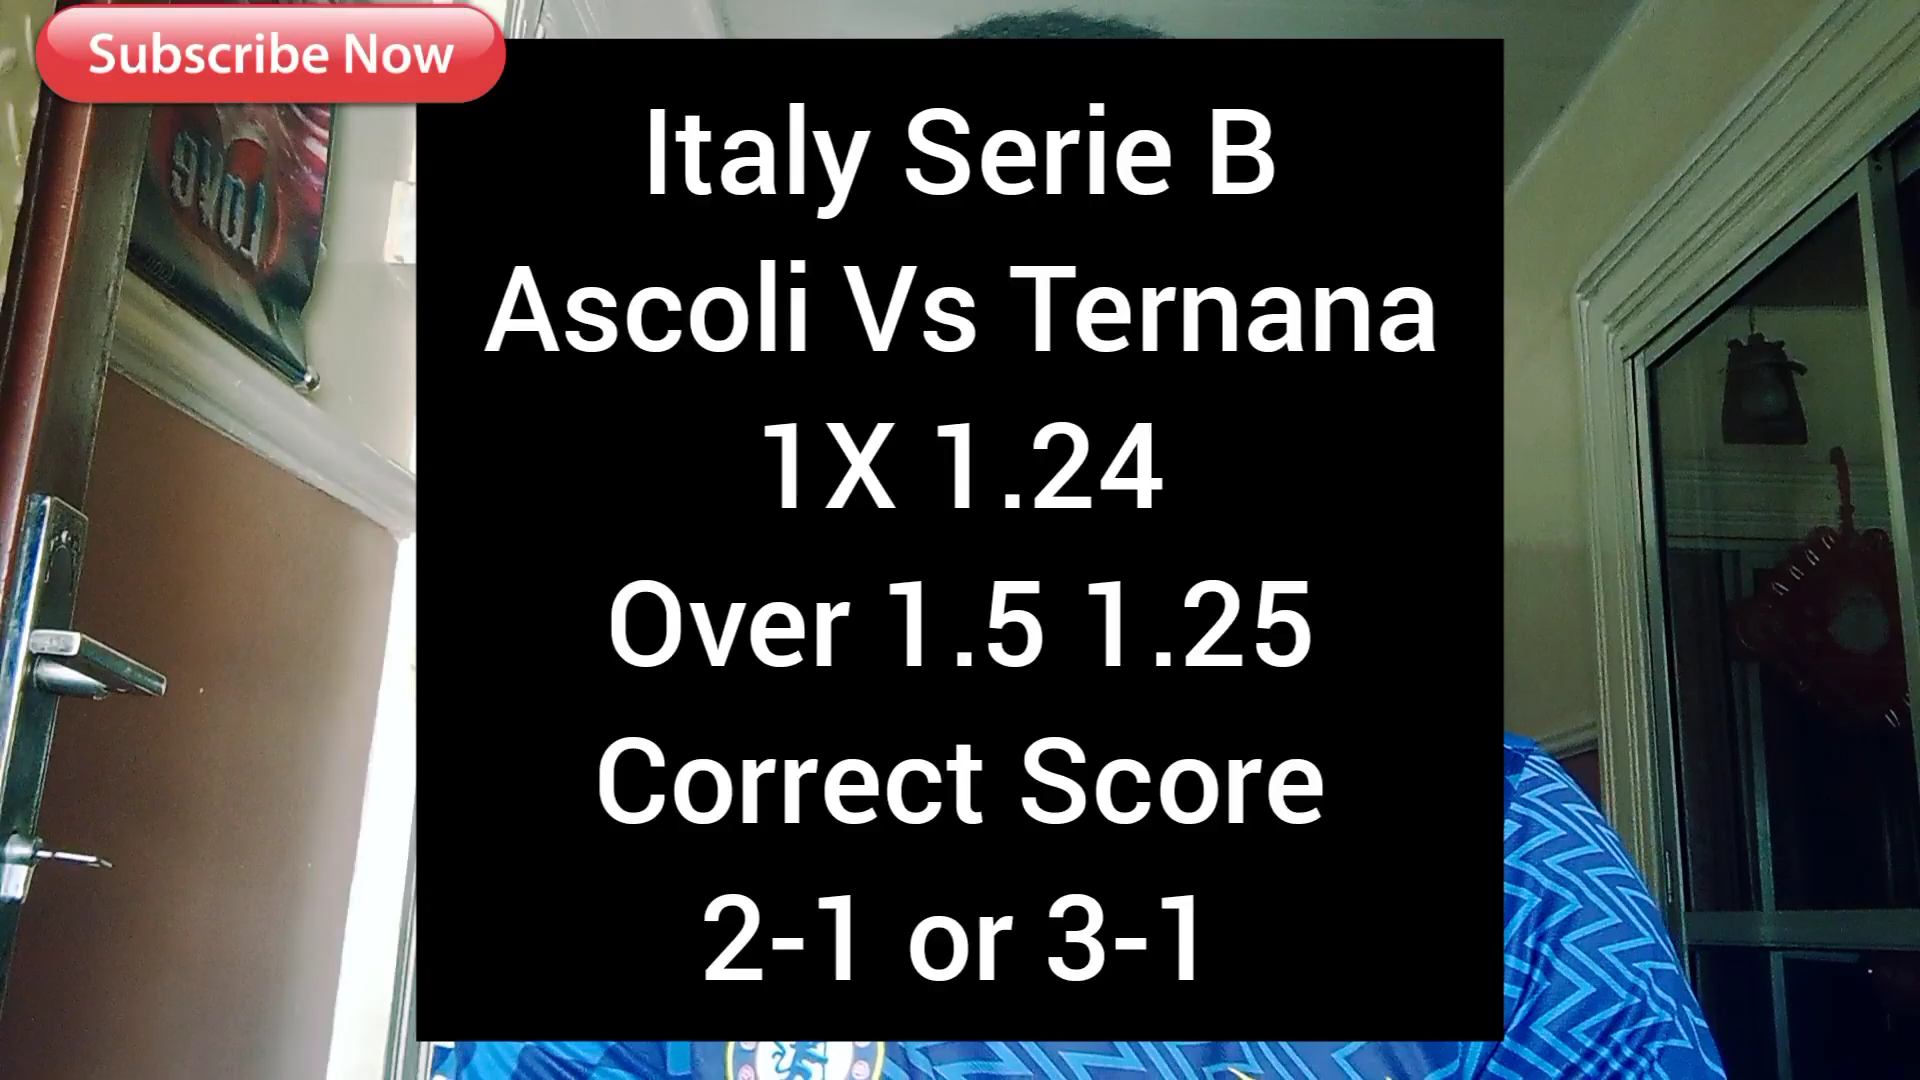 Subscribe Now
Italy Serie B
Ascoli Vs Ternana
1X 1.24
Over 1.5 1.25
Correct Score
2-1 or 3-1
Love